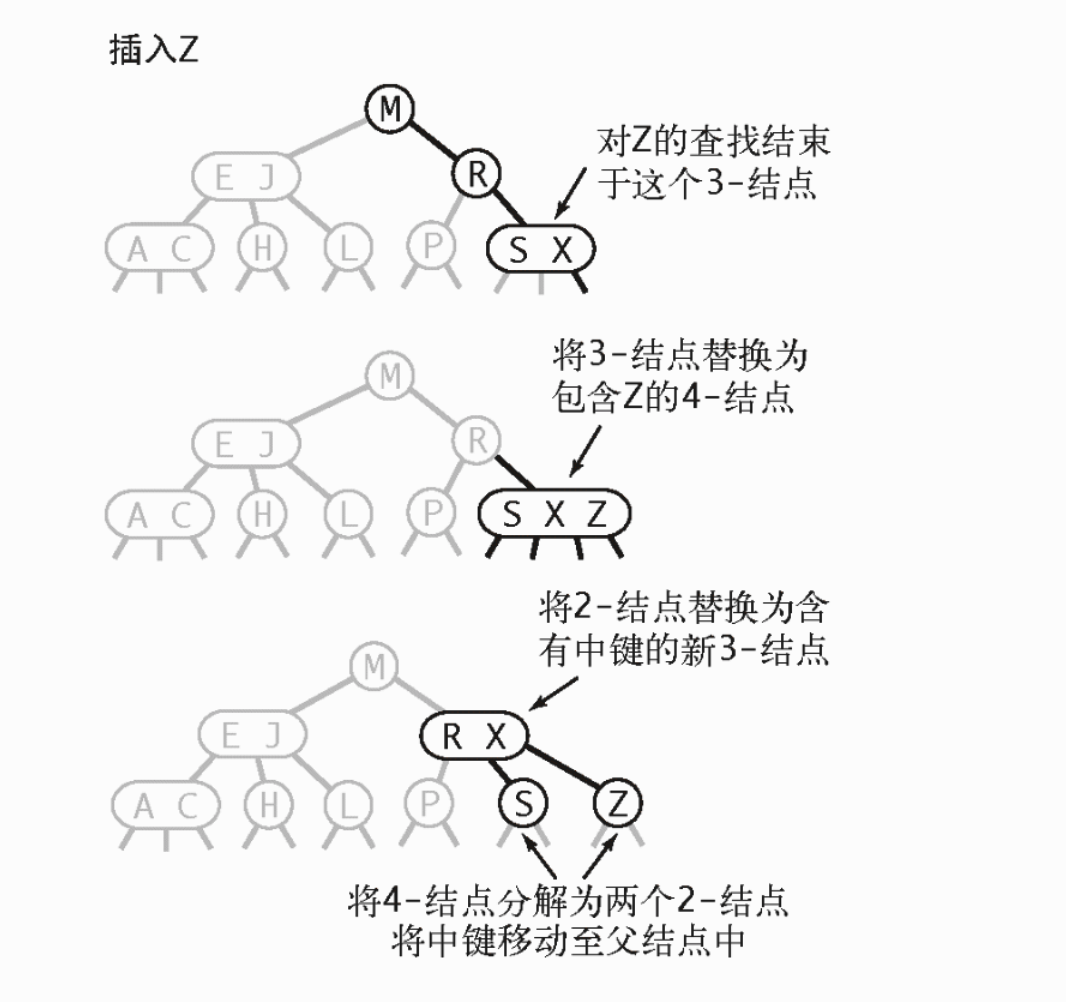 插入Z
M
对Z的查找结束
于这个3-结点
E J
R
A C
H
L
P
S X
将3-结点替换为
包含Z的4-结点
M
E J
R
A C
H
L
P
S X Z
将2-结点替换为含
有中键的新3-结点
M
E J
R X
A C
H
L
P
S
Z
将4-结点分解为两个2-结点
将中键移动至父结点中